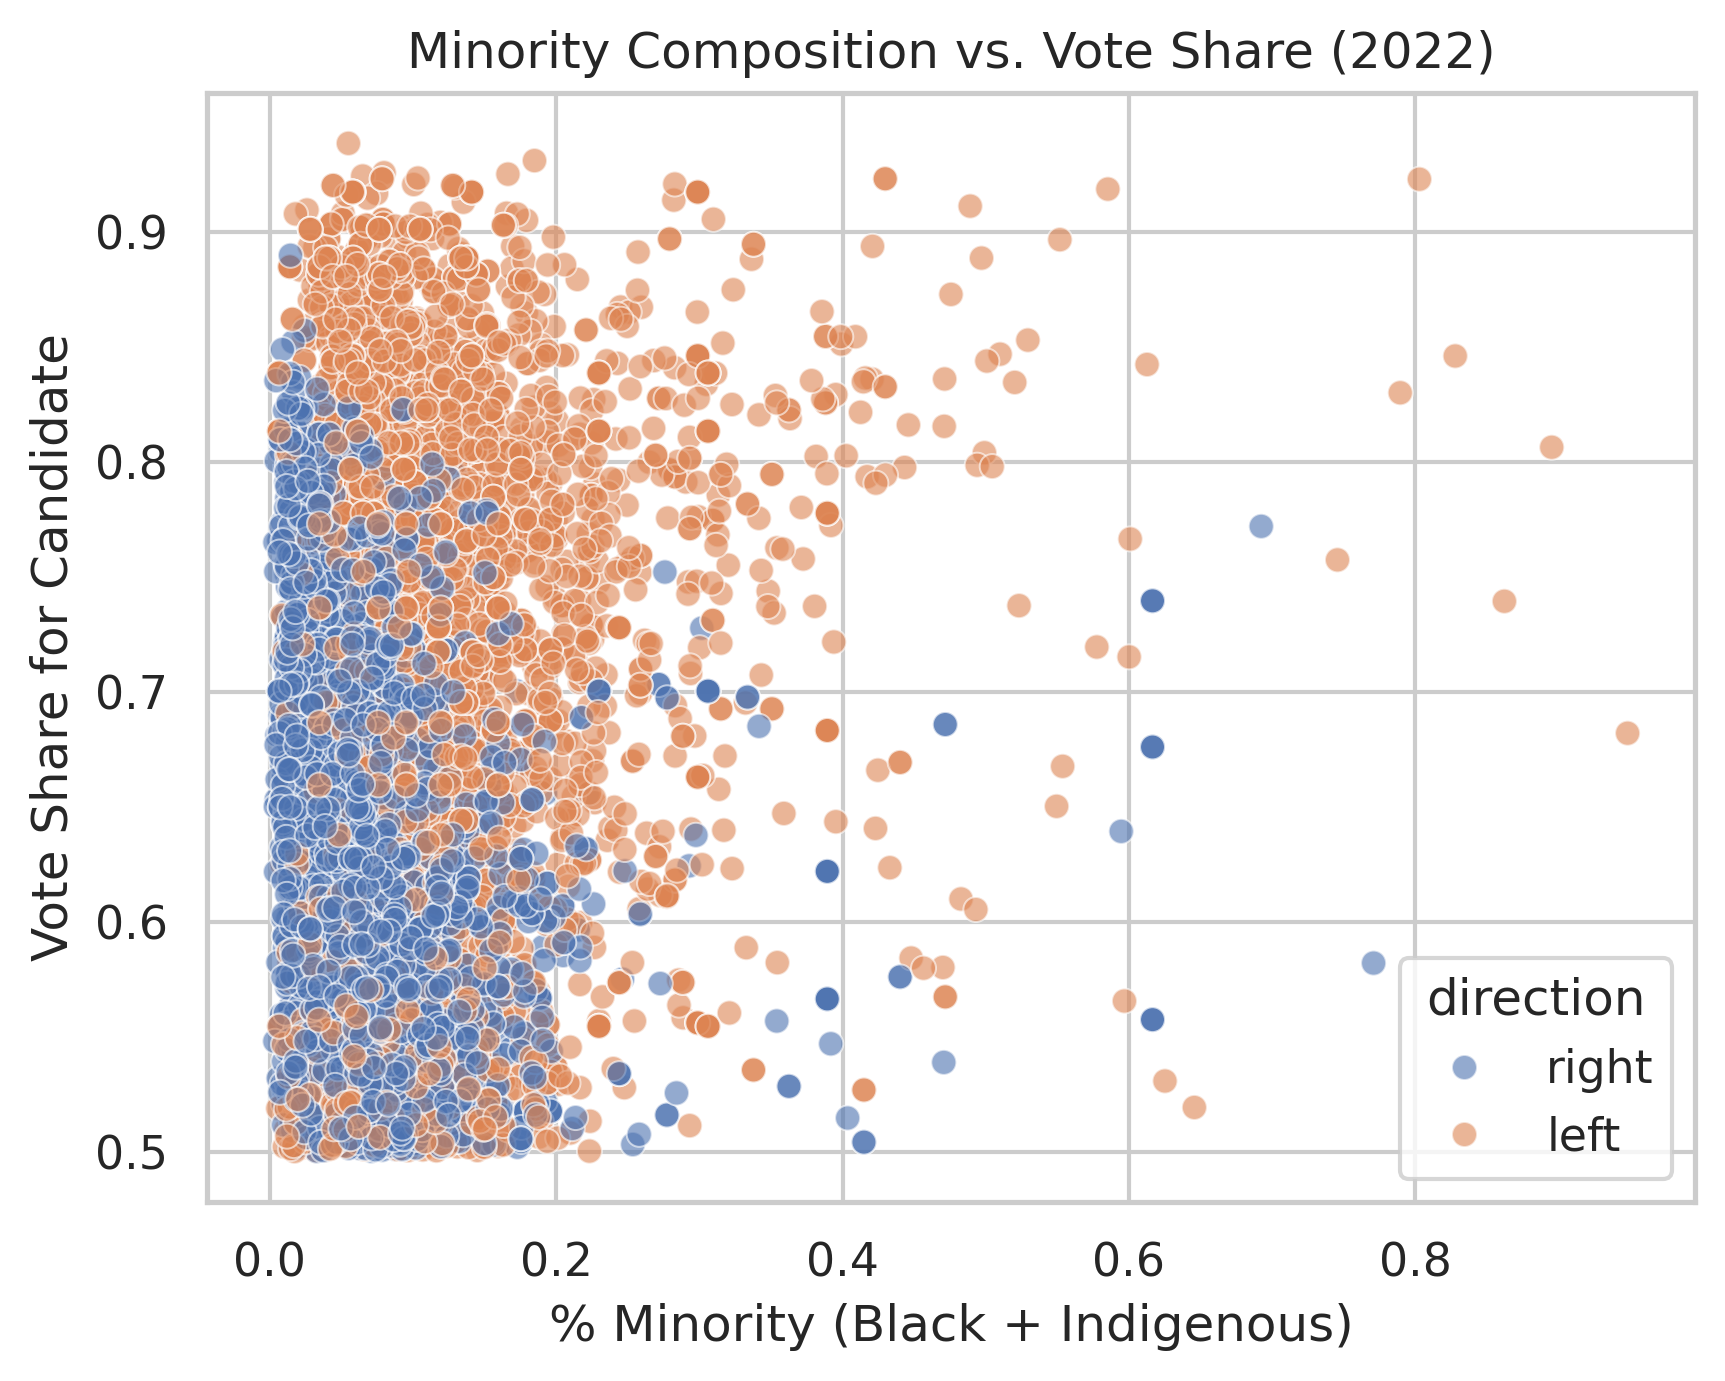 Minority Composition vs. Vote Share (2022)
Vote Share for Candidate
0.9
0.8
0.7
0.6
0.5
direction
right
left
0.0 0.2 0.4 0.6 0.8
% Minority (Black + Indigenous)